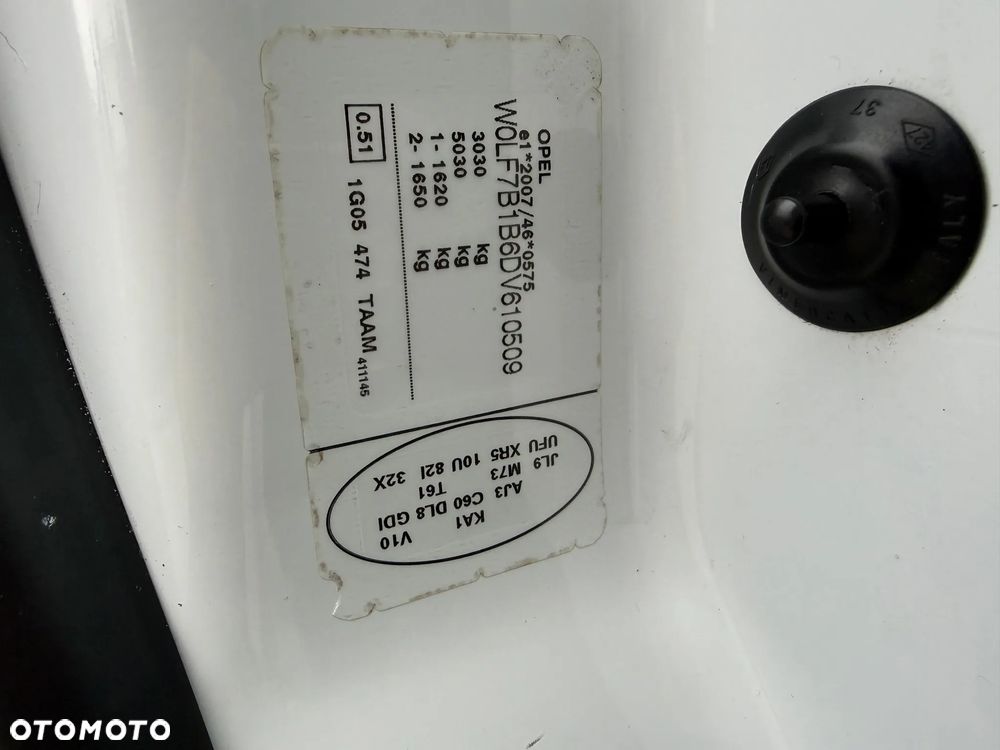 OPEL
e1*2007/46*0575
W0LF7B1B6DV610509
3030 kg
5030 kg
1- 1620 kg
2- 1650 kg
0.51 1G05 474 TAAM 411145
JL9 M73 T61 32X
UFU XR5 10U 82I
AJ3 C60 DL8 GDI
KA1 V10
37
OTOMOTO